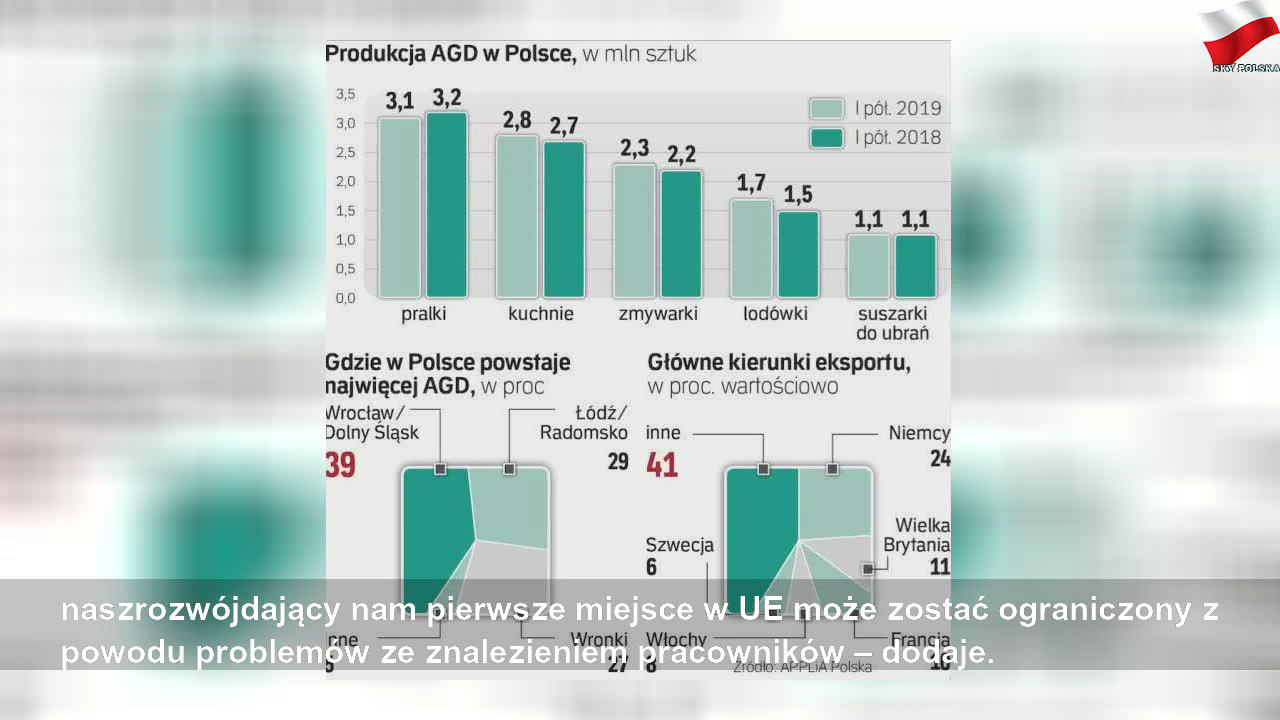 SKY POLSKA
Produkcja AGD w Polsce, w mln sztuk
3,5
3,0
2,5
2,0
1,5
1,0
0,5
0,0
3,1 3,2
2,8 2,7
2,3 2,2
1,7 1,5
1,1 1,1
I pół. 2019
I pół. 2018
pralki kuchnie zmywarki lodówki suszarki
do ubrań
Gdzie w Polsce powstaje
najwięcej AGD, w proc
Wrocław/
Dolny Śląsk
39
Łódź/
Radomsko
29
Wronki
27
Główne kierunki eksportu,
w proc. wartościowo
inne
41
Niemcy
24
Wielka
Brytania
11
Szwecja
6
Włochy
8
Francja
10
Źródło: APPLiA Polska
naszrozwójdający nam pierwsze miejsce w UE może zostać ograniczony z
powodu problemów ze znalezieniem pracowników – dodaje.